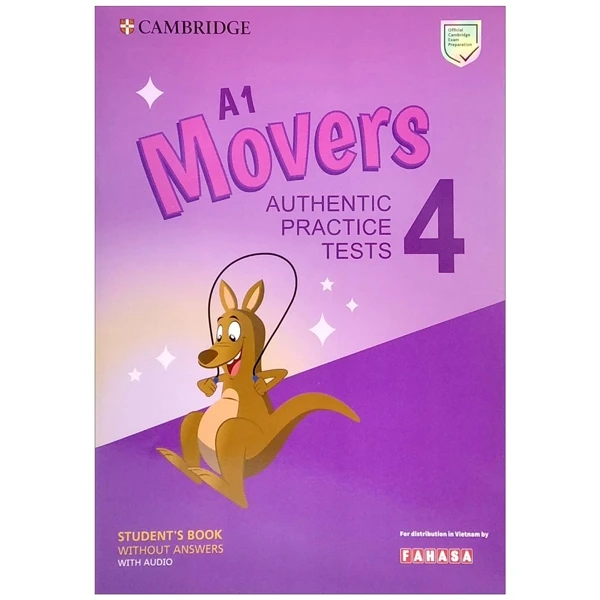 CAMBRIDGE
Official
Cambridge
Exam
Preparation
A1
Movers
AUTHENTIC
PRACTICE
TESTS
4
STUDENT'S BOOK
WITHOUT ANSWERS
WITH AUDIO
For distribution in Vietnam by
FAHASA